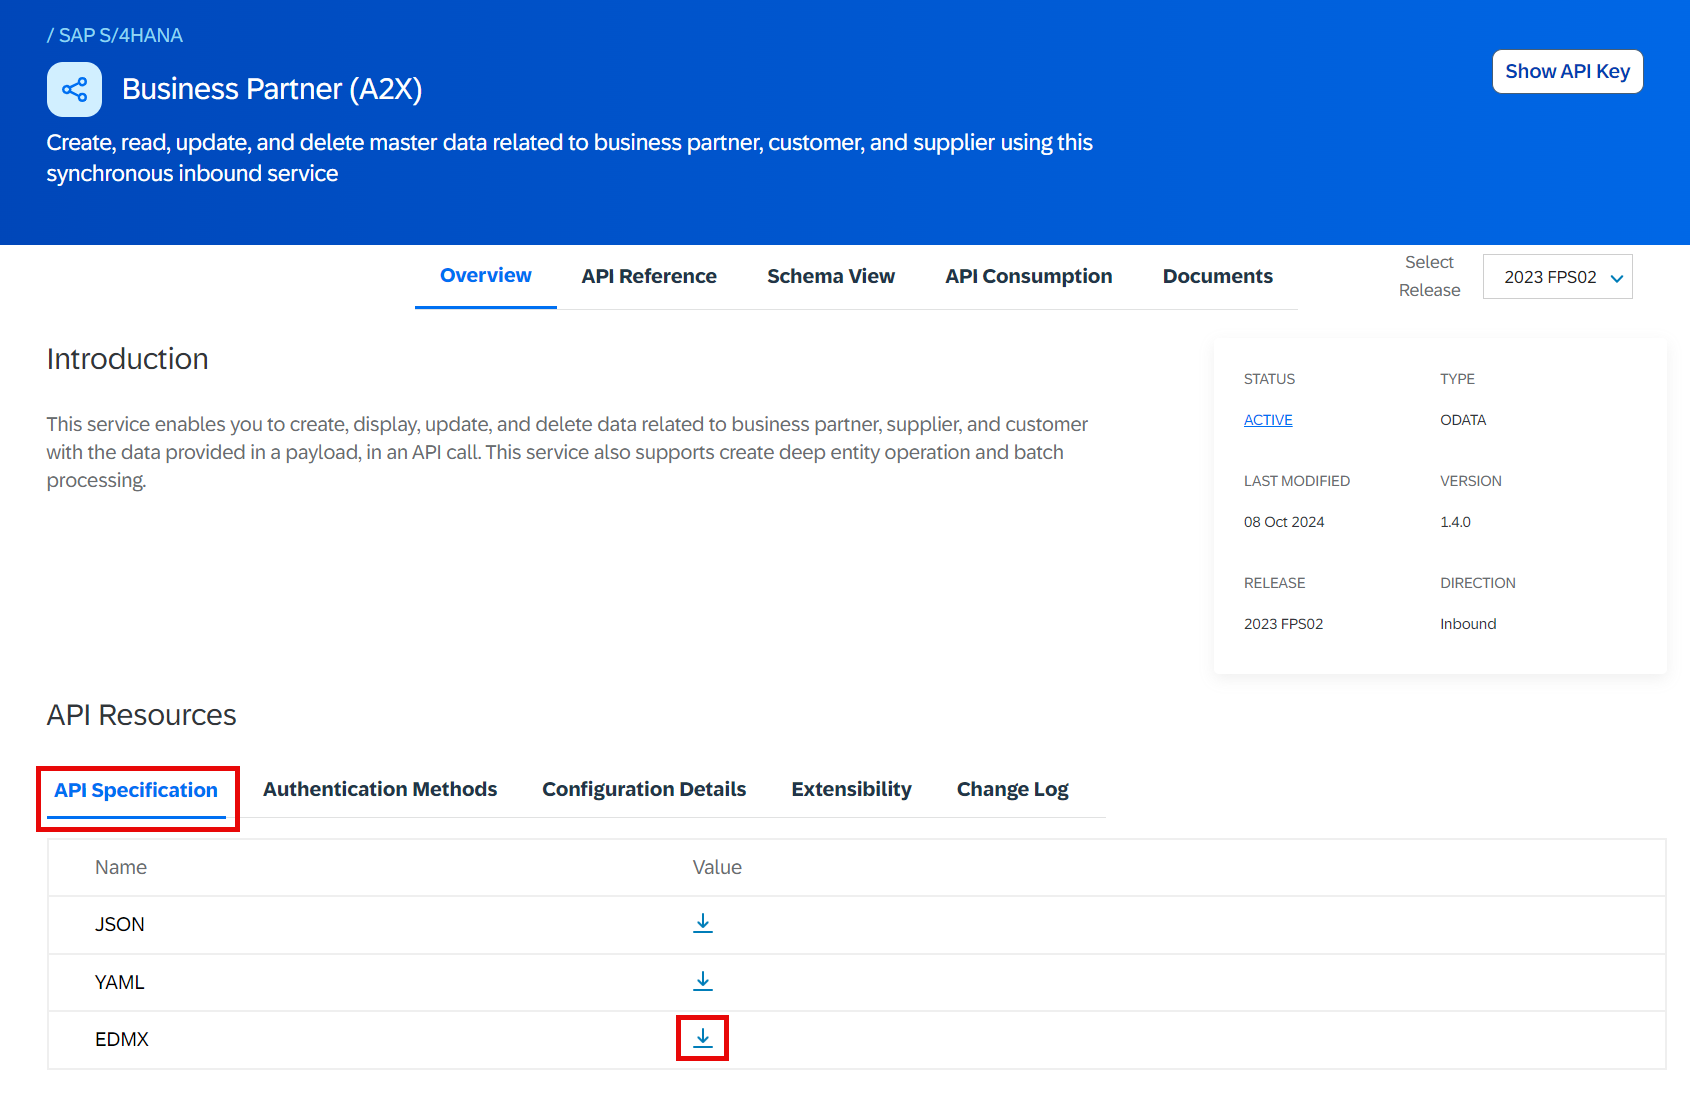 / SAP S/4HANA
Business Partner (A2X)
Show API Key
Create, read, update, and delete master data related to business partner, customer, and supplier using this
synchronous inbound service
Overview
API Reference
Schema View
API Consumption
Documents
Select
Release
2023 FPS02
Introduction
This service enables you to create, display, update, and delete data related to business partner, supplier, and customer
with the data provided in a payload, in an API call. This service also supports create deep entity operation and batch
processing.
STATUS
TYPE
ACTIVE
ODATA
LAST MODIFIED
VERSION
08 Oct 2024
1.4.0
RELEASE
DIRECTION
2023 FPS02
Inbound
API Resources
API Specification
Authentication Methods
Configuration Details
Extensibility
Change Log
Name
Value
JSON
YAML
EDMX